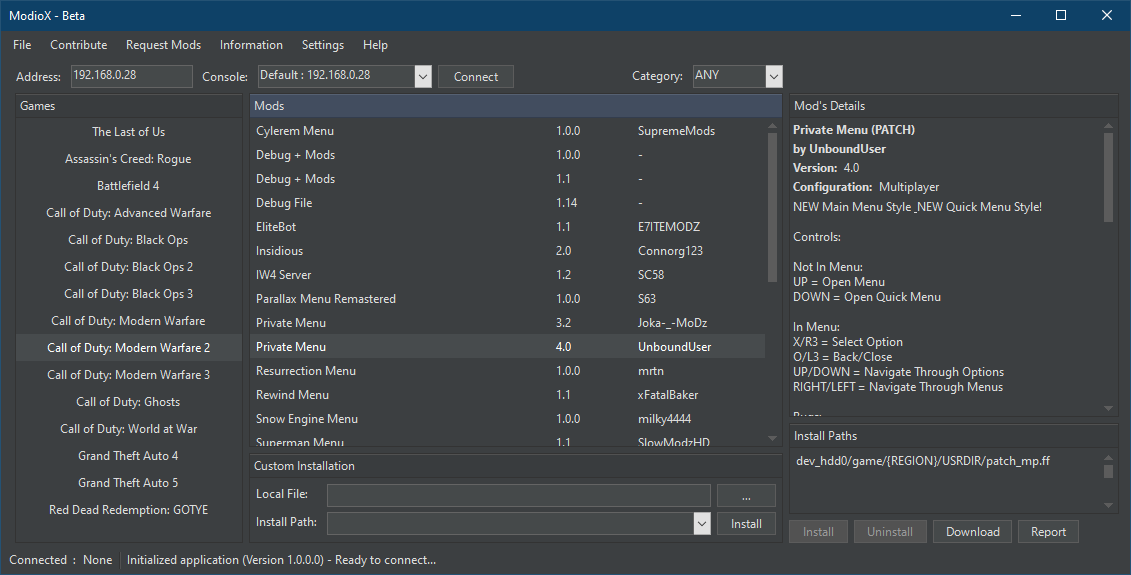 ModioX - Beta
File Contribute Request Mods Information Settings Help
Address: 192.168.0.28 Console: Default : 192.168.0.28 Connect Category: ANY
Games
The Last of Us
Assassin's Creed: Rogue
Battlefield 4
Call of Duty: Advanced Warfare
Call of Duty: Black Ops
Call of Duty: Black Ops 2
Call of Duty: Black Ops 3
Call of Duty: Modern Warfare
Call of Duty: Modern Warfare 2
Call of Duty: Modern Warfare 3
Call of Duty: Ghosts
Call of Duty: World at War
Grand Theft Auto 4
Grand Theft Auto 5
Red Dead Redemption: GOTYE
Mods
Cylerem Menu 1.0.0 SupremeMods
Debug + Mods 1.0.0 -
Debug + Mods 1.1 -
Debug File 1.14 -
EliteBot 1.1 E7ITEMODZ
Insidious 2.0 Connorg123
IW4 Server 1.2 SC58
Parallax Menu Remastered 1.0.0 S63
Private Menu 3.2 Joka-_-MoDz
Private Menu 4.0 UnboundUser
Resurrection Menu 1.0.0 mrtn
Rewind Menu 1.1 xFatalBaker
Snow Engine Menu 1.0.0 milky4444
Superman Menu 1.1 SlowModzHD
Custom Installation
Local File: ...
Install Path: Install
Mod's Details
Private Menu (PATCH)
by UnboundUser
Version: 4.0
Configuration: Multiplayer
NEW Main Menu Style _NEW Quick Menu Style!
Controls:
Not In Menu:
UP = Open Menu
DOWN = Open Quick Menu
In Menu:
X/R3 = Select Option
O/L3 = Back/Close
UP/DOWN = Navigate Through Options
RIGHT/LEFT = Navigate Through Menus
Bugs:
Install Paths
dev_hdd0/game/{REGION}/USRDIR/patch_mp.ff
Install Uninstall Download Report
Connected : None Initialized application (Version 1.0.0.0) - Ready to connect...